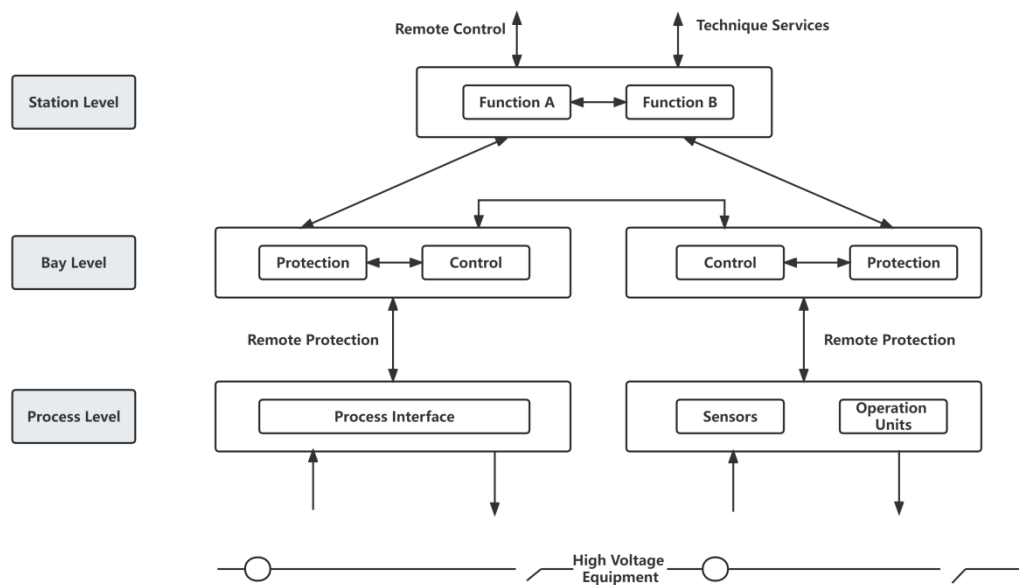 Remote Control
Technique Services
Station Level
Function A
Function B
Bay Level
Protection
Control
Control
Protection
Remote Protection
Remote Protection
Process Level
Process Interface
Sensors
Operation
Units
High Voltage
Equipment